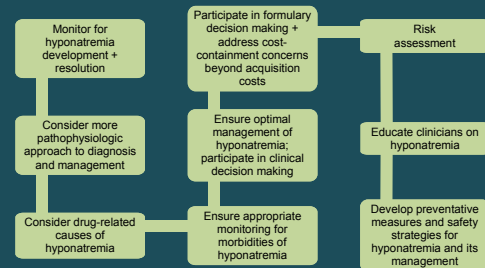 Monitor for
hyponatremia
development +
resolution
Consider more
pathophysiologic
approach to diagnosis
and management
Consider drug-related
causes of
hyponatremia
Ensure appropriate
monitoring for
morbidities of
hyponatremia
Ensure optimal
management of
hyponatremia;
participate in clinical
decision making
Participate in formulary
decision making +
address cost-
containment concerns
beyond acquisition
costs
Risk
assessment
Educate clinicians on
hyponatremia
Develop preventative
measures and safety
strategies for
hyponatremia and its
management